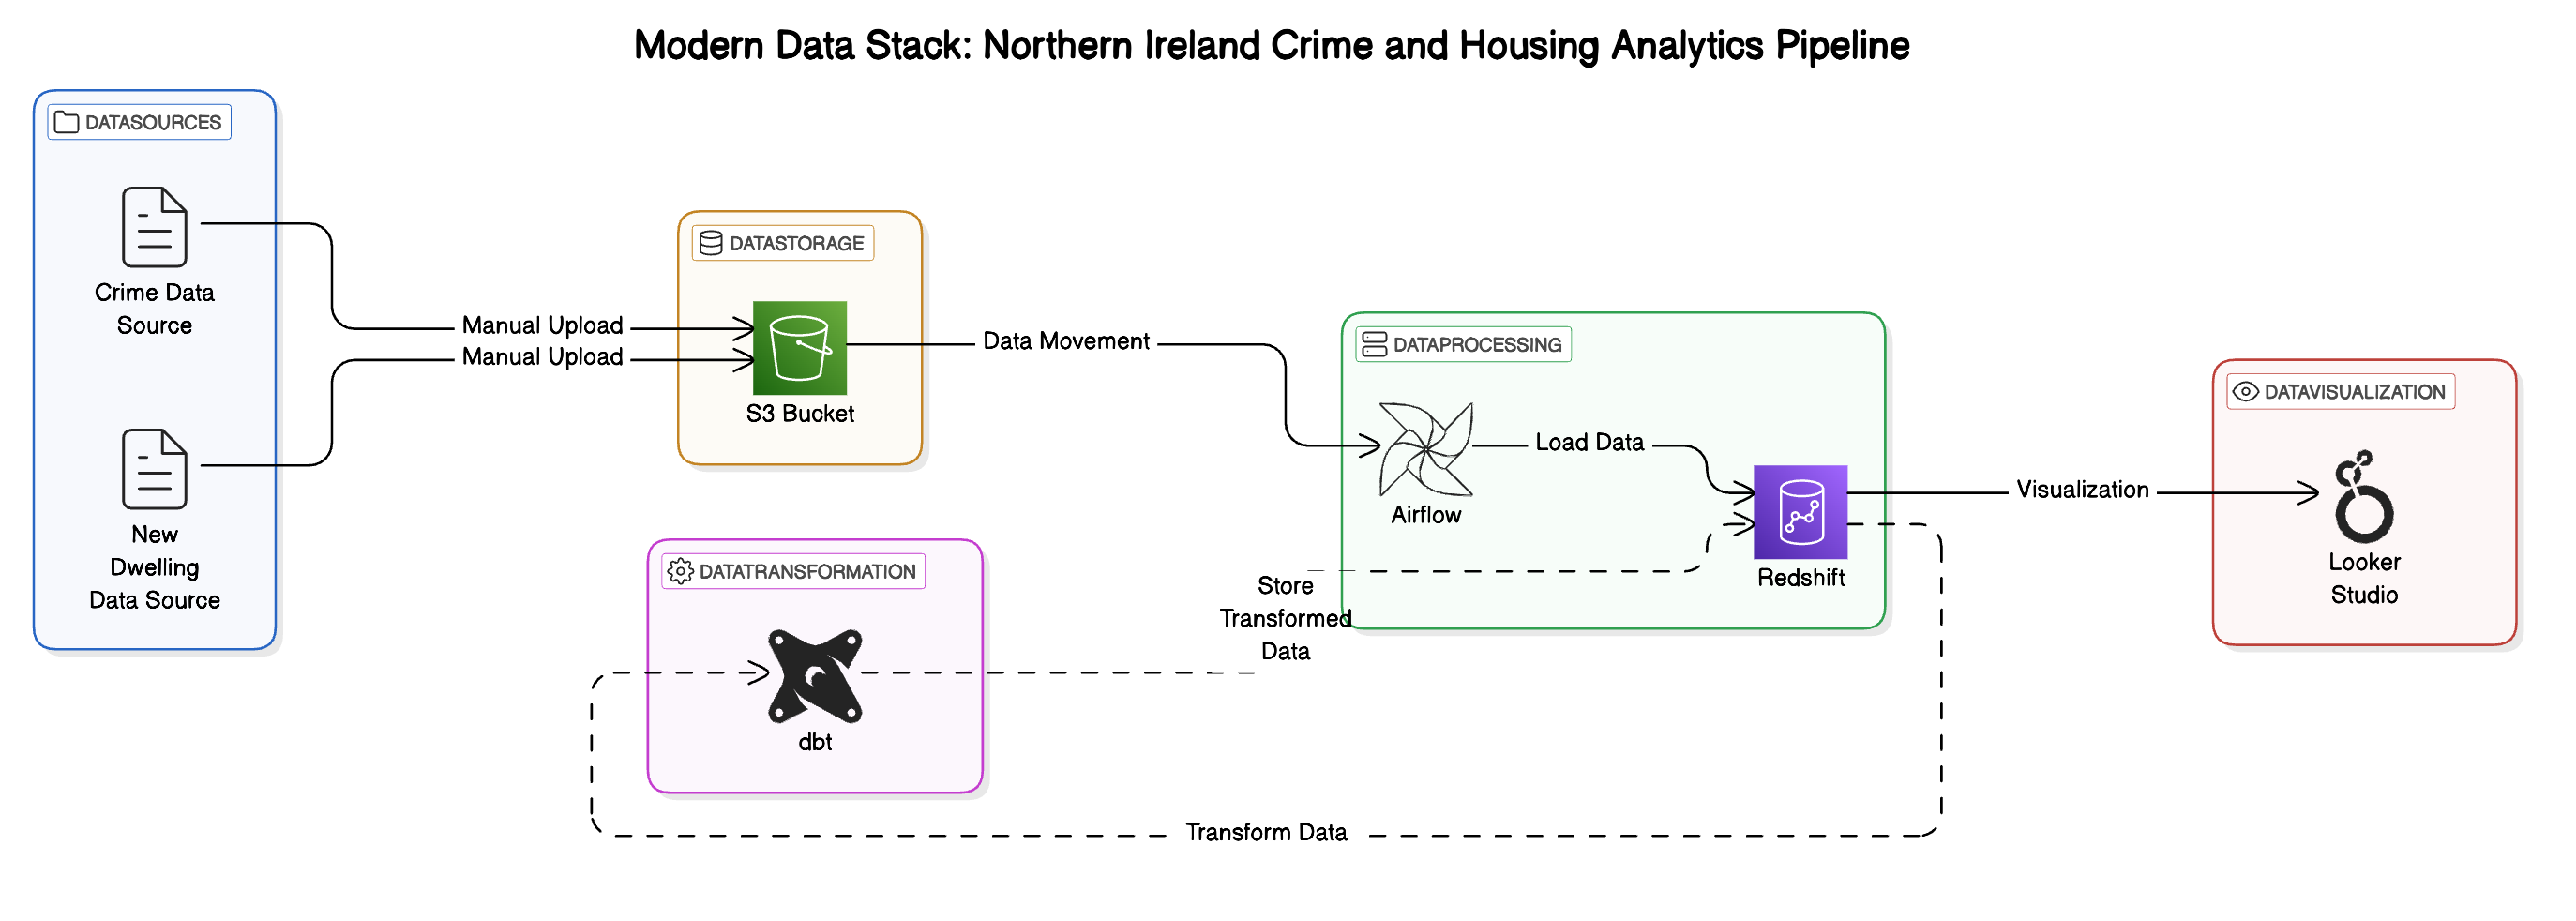 Modern Data Stack: Northern Ireland Crime and Housing Analytics Pipeline
DATASOURCES
Crime Data
Source
New
Dwelling
Data Source
Manual Upload
Manual Upload
DATASTORAGE
S3 Bucket
Data Movement
DATATRANSFORMATION
dbt
Store
Transformed
Data
Transform Data
DATAPROCESSING
Airflow
Load Data
Redshift
Visualization
DATAVISUALIZATION
Looker
Studio